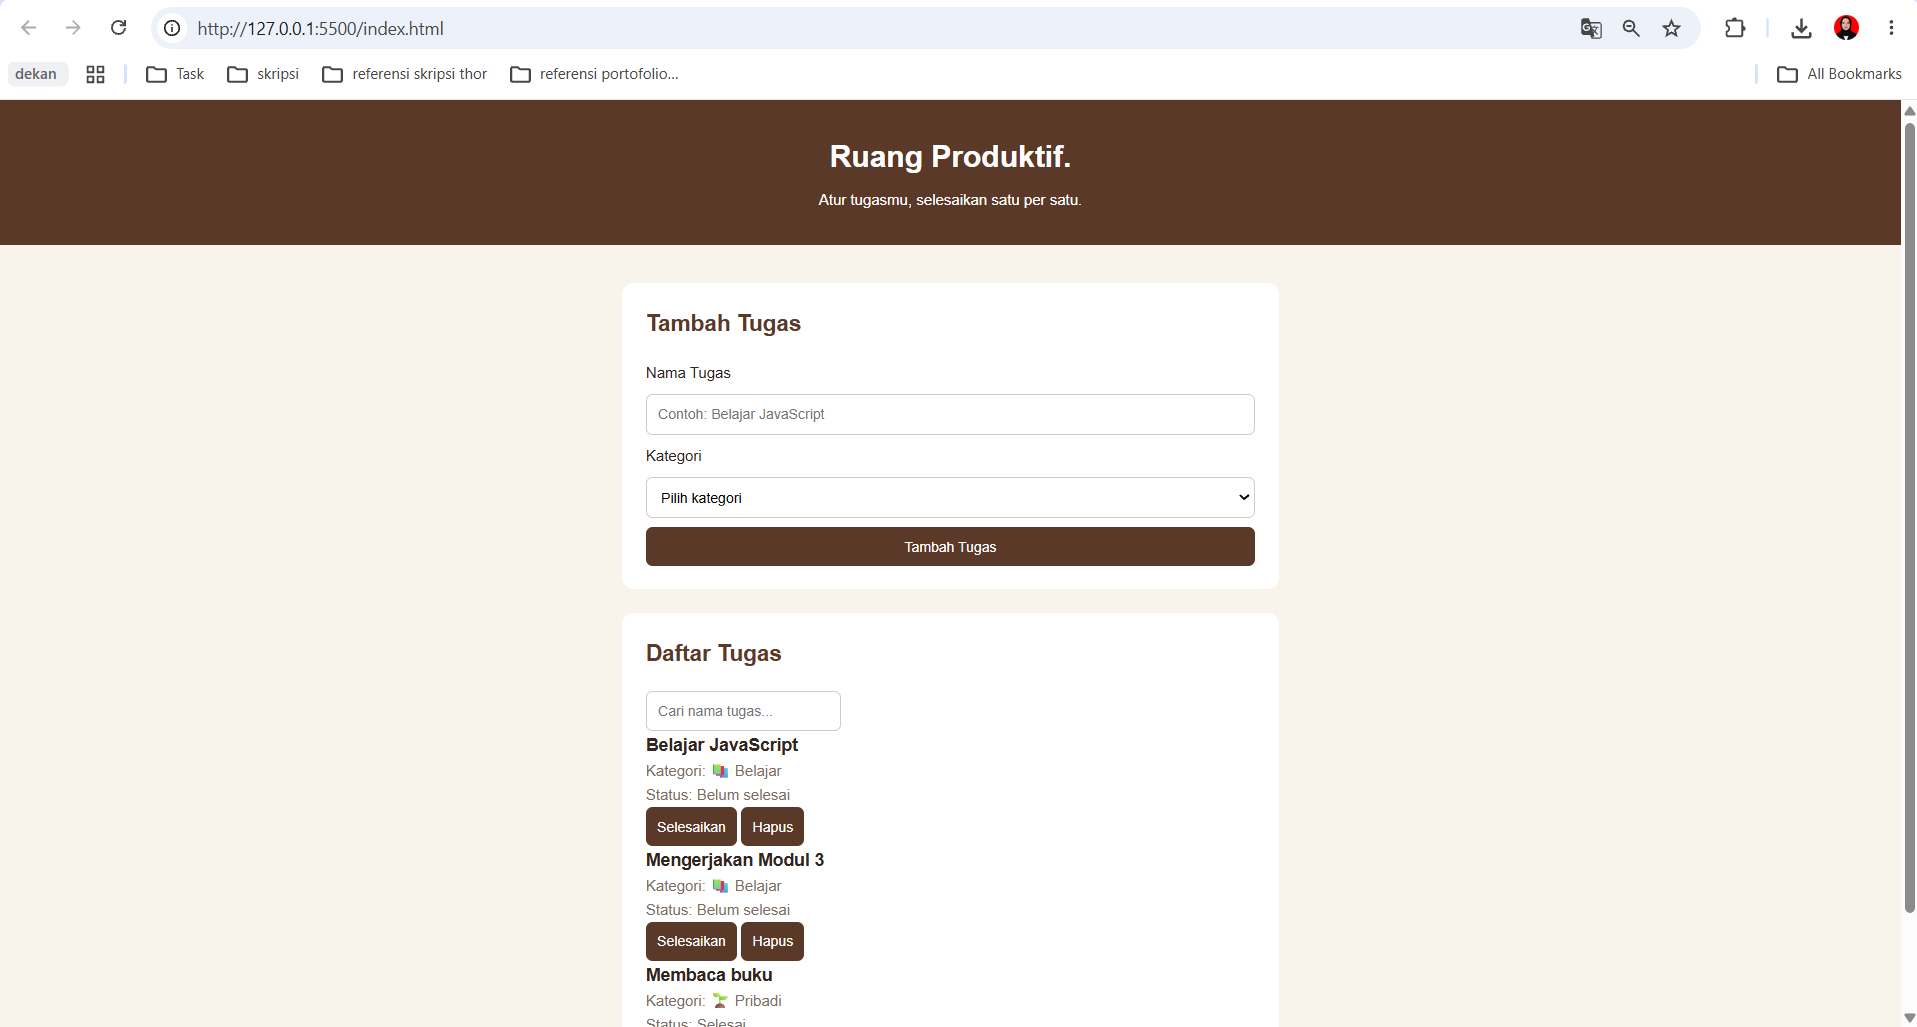 http://127.0.0.1:5500/index.html
dekan Task skripsi referensi skripsi thor referensi portofolio... All Bookmarks
Ruang Produktif.
Atur tugasmu, selesaikan satu per satu.
Tambah Tugas
Nama Tugas
Contoh: Belajar JavaScript
Kategori
Pilih kategori
Tambah Tugas
Daftar Tugas
Cari nama tugas...
Belajar JavaScript
Kategori: 📚 Belajar
Status: Belum selesai
Selesaikan Hapus
Mengerjakan Modul 3
Kategori: 📚 Belajar
Status: Belum selesai
Selesaikan Hapus
Membaca buku
Kategori: 🌱 Pribadi
Status: Selesai